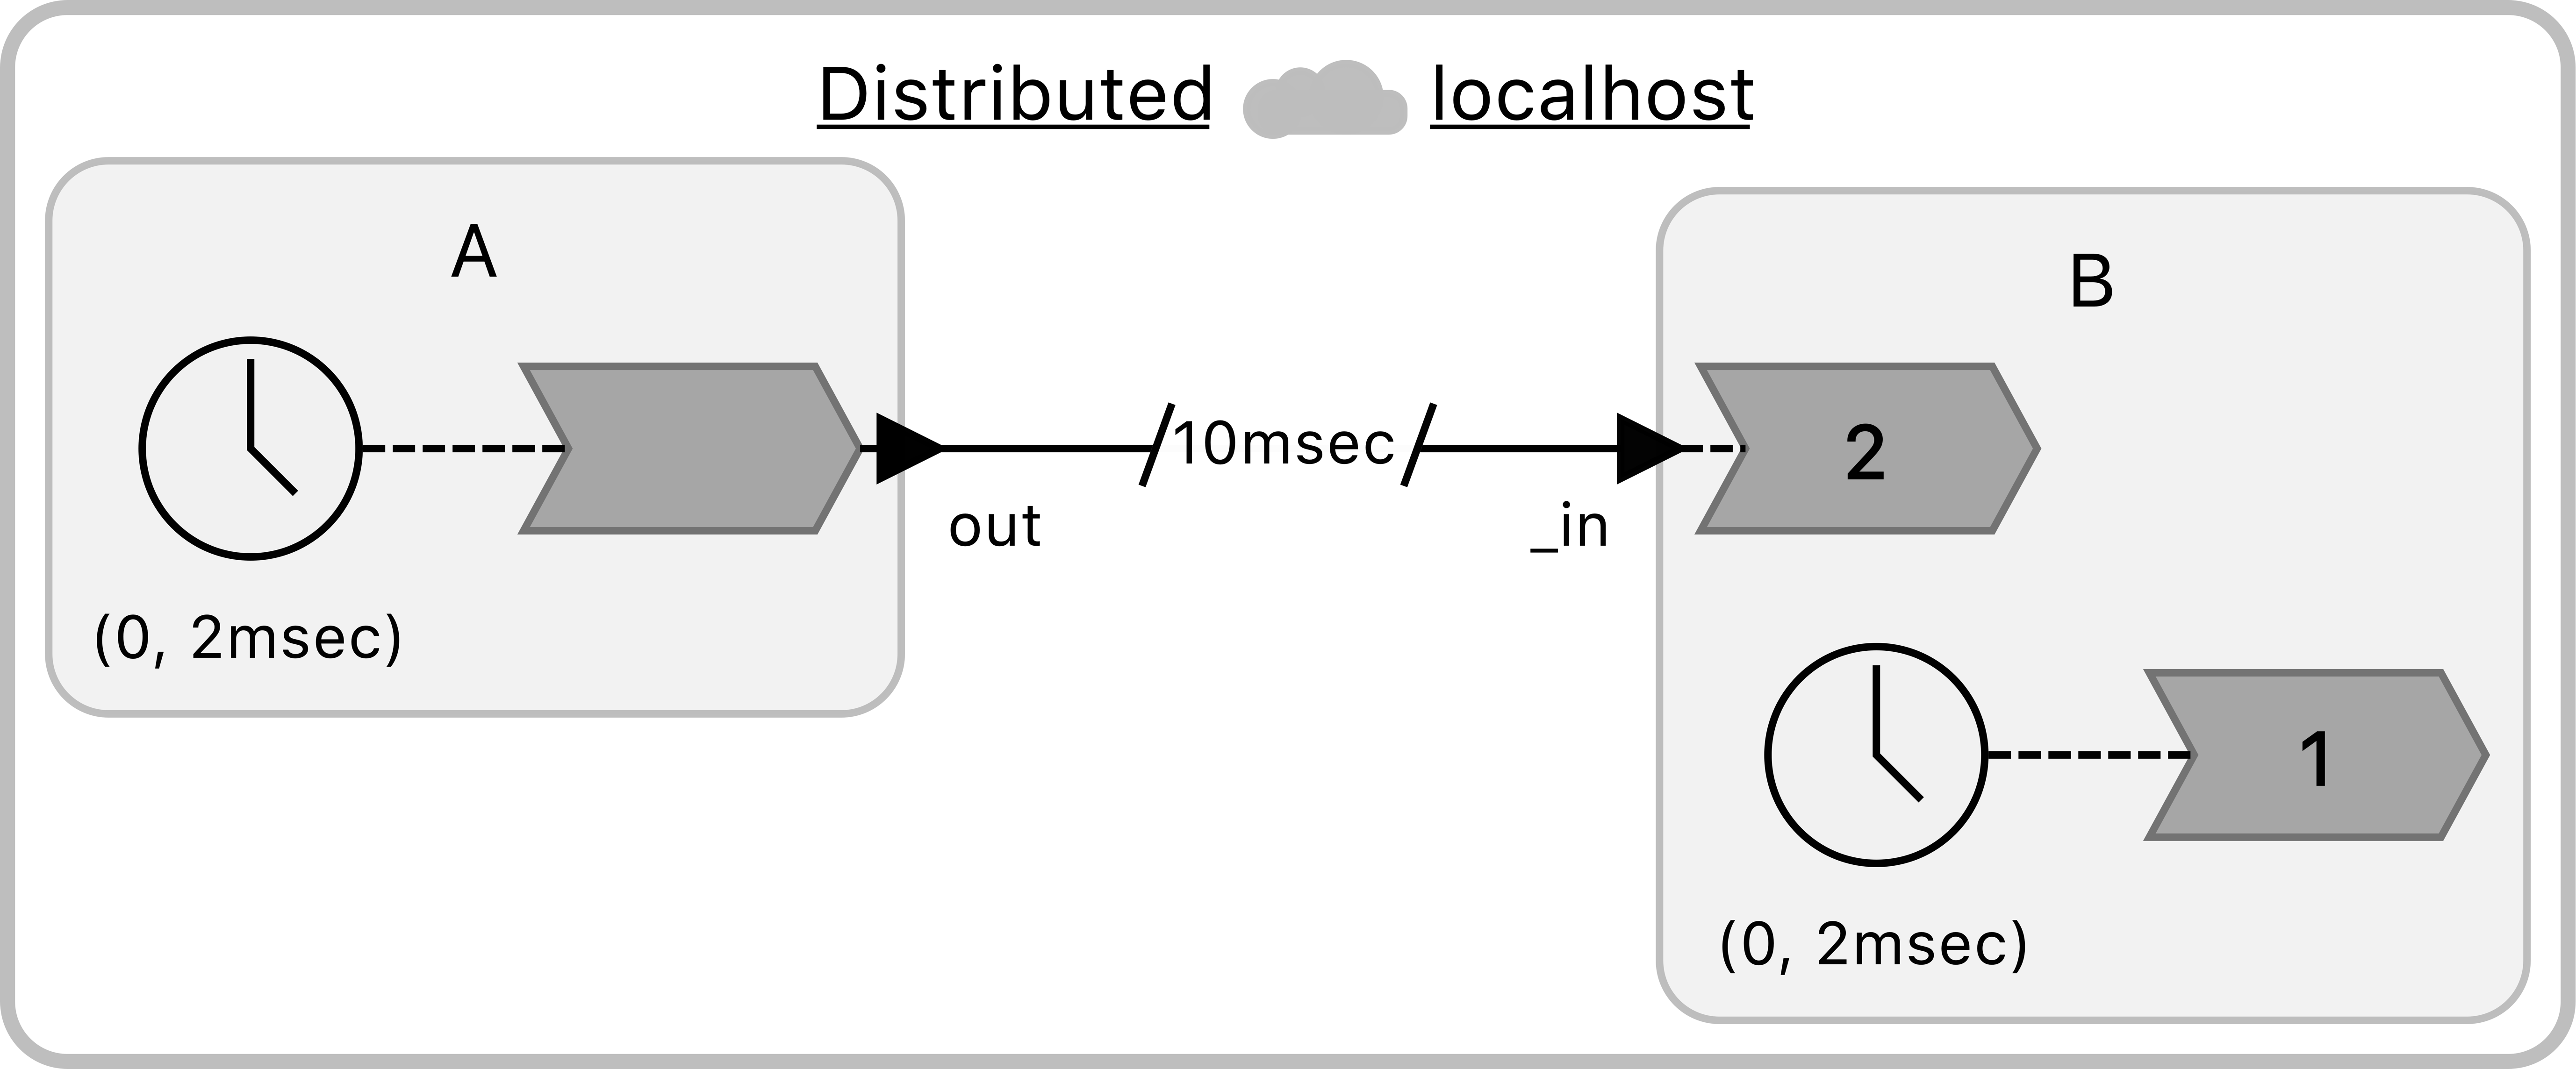 Distributed localhost
A
(0, 2msec)
out
10msec
_in
B
2
1
(0, 2msec)